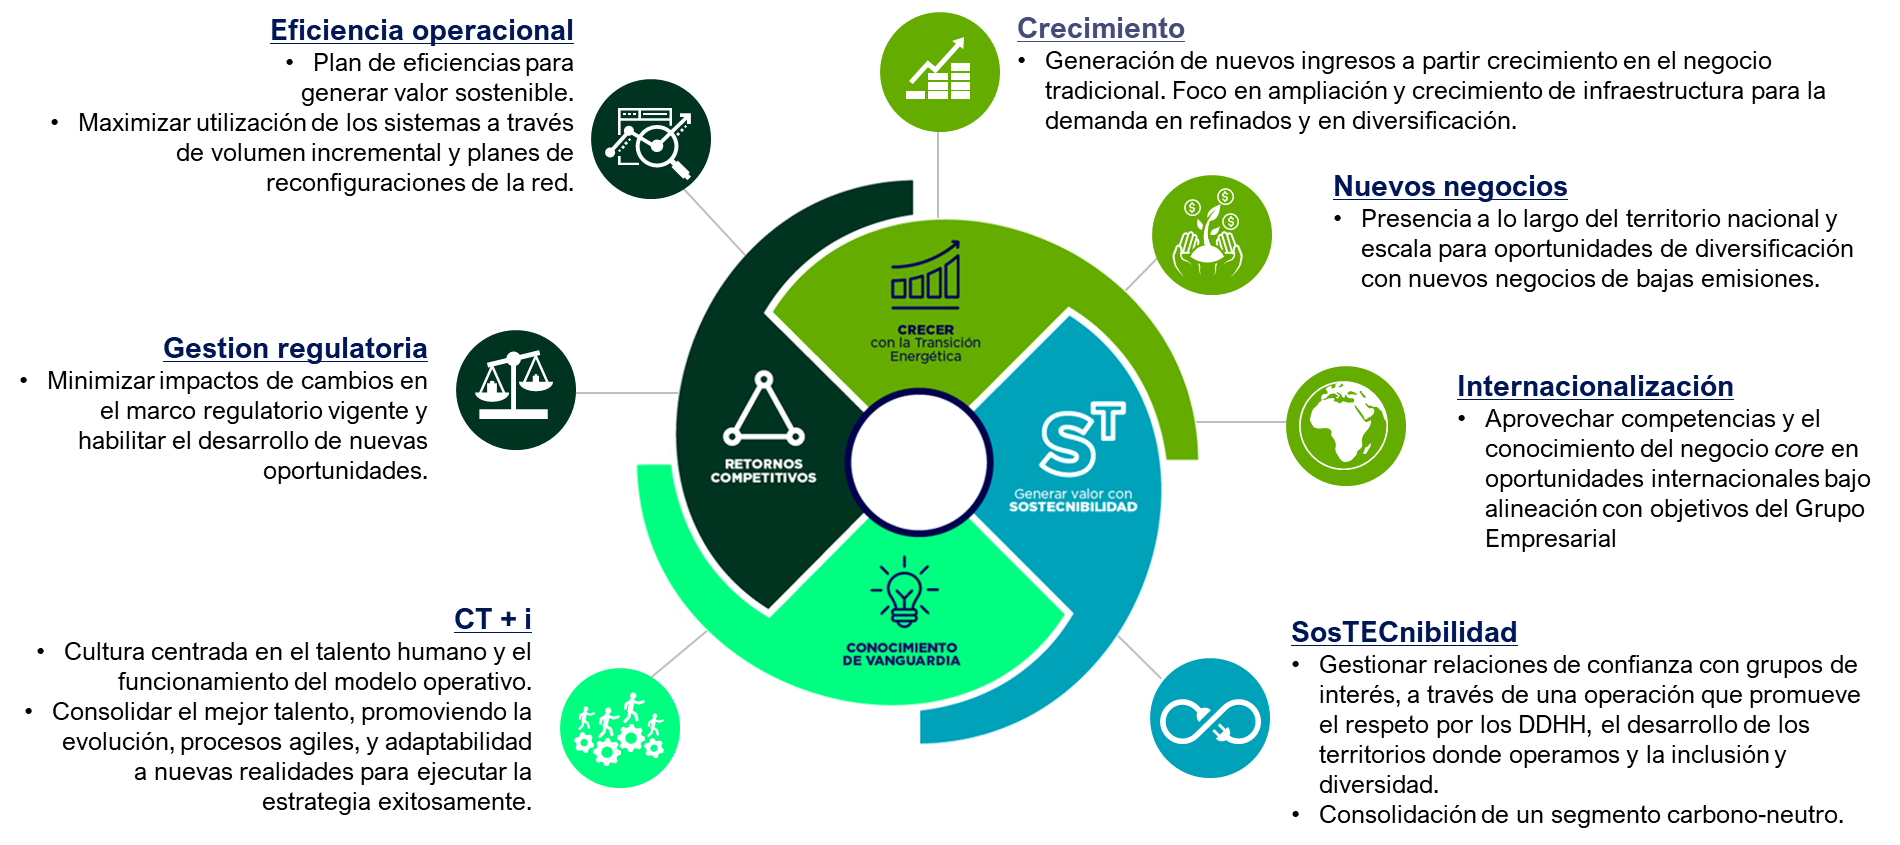 Eficiencia operacional
• Plan de eficiencias para
generar valor sostenible.
• Maximizar utilización de los sistemas a través
de volumen incremental y planes de
reconfiguraciones de la red.
Crecimiento
• Generación de nuevos ingresos a partir crecimiento en el negocio
tradicional. Foco en ampliación y crecimiento de infraestructura para la
demanda en refinados y en diversificación.
Nuevos negocios
• Presencia a lo largo del territorio nacional y
escala para oportunidades de diversificación
con nuevos negocios de bajas emisiones.
Gestion regulatoria
• Minimizar impactos de cambios en
el marco regulatorio vigente y
habilitar el desarrollo de nuevas
oportunidades.
Internacionalización
• Aprovechar competencias y el
conocimiento del negocio core en
oportunidades internacionales bajo
alineación con objetivos del Grupo
Empresarial
CRECER
con la Transición
Energética
RETORNOS
COMPETITIVOS
ST
Generar valor con
SOSTECNIBILIDAD
CONOCIMIENTO
DE VANGUARDIA
CT + i
• Cultura centrada en el talento humano y el
funcionamiento del modelo operativo.
• Consolidar el mejor talento, promoviendo la
evolución, procesos agiles, y adaptabilidad
a nuevas realidades para ejecutar la
estrategia exitosamente.
SosTECnibilidad
• Gestionar relaciones de confianza con grupos de
interés, a través de una operación que promueve
el respeto por los DDHH, el desarrollo de los
territorios donde operamos y la inclusión y
diversidad.
• Consolidación de un segmento carbono-neutro.
$
$
$